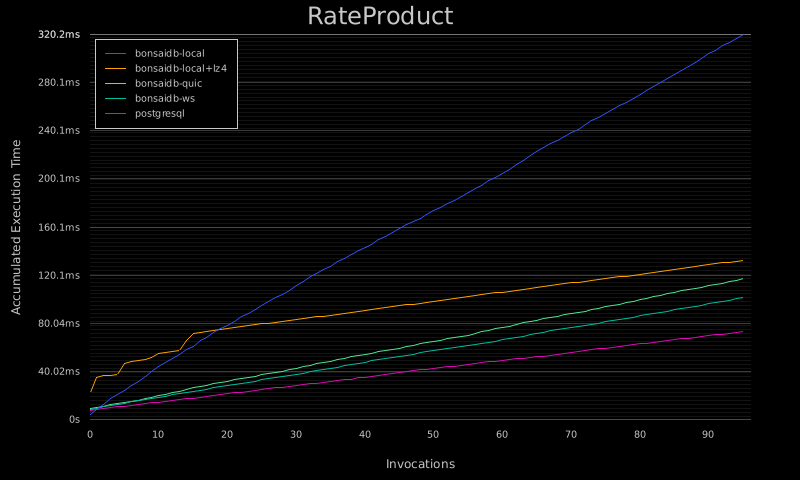 RateProduct
320.2ms
280.1ms
240.1ms
200.1ms
160.1ms
120.1ms
80.04ms
40.02ms
0s
Accumulated Execution Time
bonsaidb-local
bonsaidb-local+lz4
bonsaidb-quic
bonsaidb-ws
postgresql
0 10 20 30 40 50 60 70 80 90
Invocations